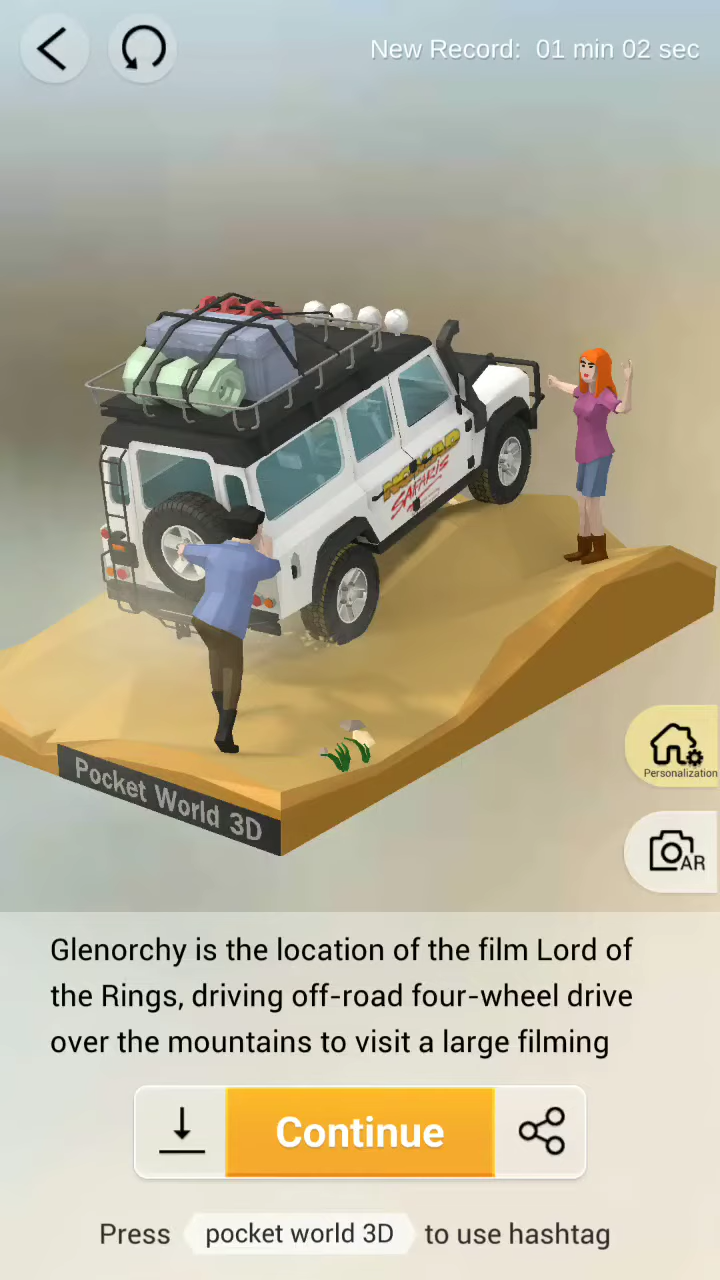 New Record: 01 min 02 sec
NOMAD
SAFARIS
Pocket World 3D
Personalization
AR
Glenorchy is the location of the film Lord of
the Rings, driving off-road four-wheel drive
over the mountains to visit a large filming
Continue
Press pocket world 3D to use hashtag